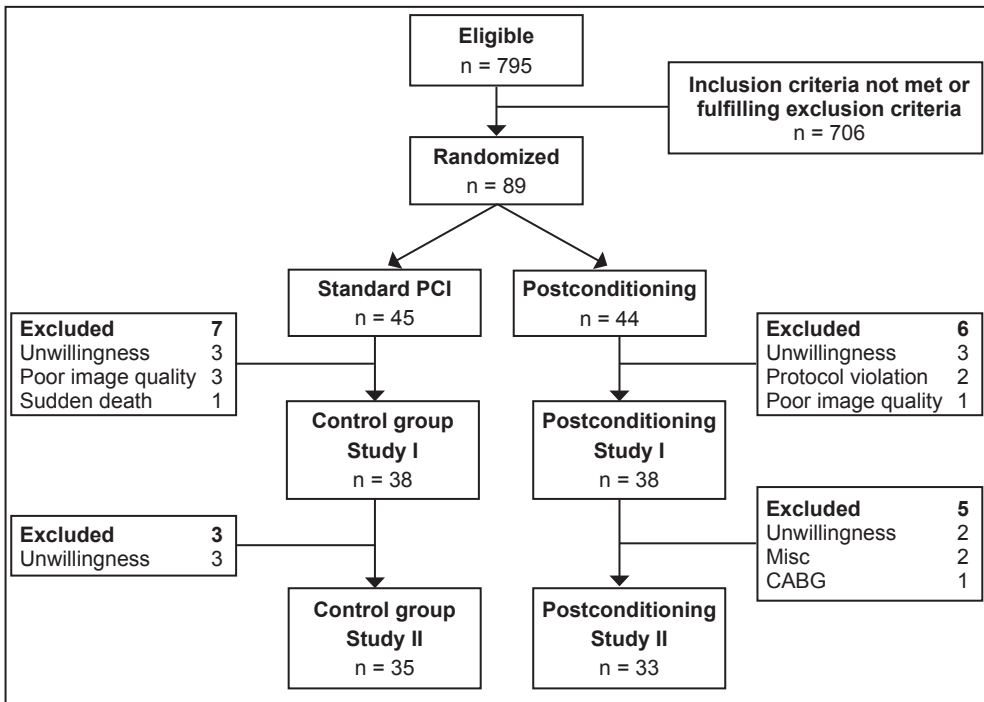 Eligible
n = 795
Inclusion criteria not met or
fulfilling exclusion criteria
n = 706
Randomized
n = 89
Standard PCI
n = 45
Postconditioning
n = 44
Excluded 7
Unwillingness 3
Poor image quality 3
Sudden death 1
Excluded 6
Unwillingness 3
Protocol violation 2
Poor image quality 1
Control group
Study I
n = 38
Postconditioning
Study I
n = 38
Excluded 3
Unwillingness 3
Excluded 5
Unwillingness 2
Misc 2
CABG 1
Control group
Study II
n = 35
Postconditioning
Study II
n = 33